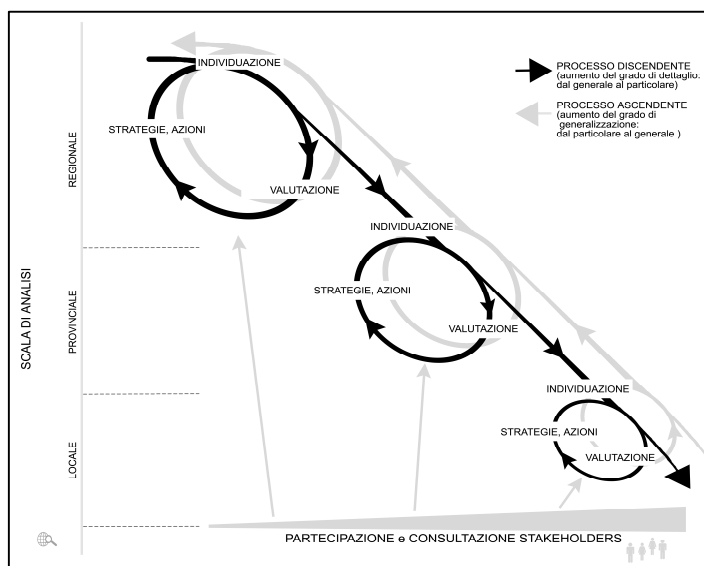 INDIVIDUAZIONE
STRATEGIE, AZIONI
VALUTAZIONE
PROCESSO DISCENDENTE
(aumento del grado di dettaglio:
dal generale al particolare)
PROCESSO ASCENDENTE
(aumento del grado di
generalizzazione:
dal particolare al generale )
INDIVIDUAZIONE
STRATEGIE, AZIONI
VALUTAZIONE
INDIVIDUAZIONE
STRATEGIE, AZIONI
VALUTAZIONE
SCALA DI ANALISI
REGIONALE
PROVINCIALE
LOCALE
PARTECIPAZIONE e CONSULTAZIONE STAKEHOLDERS